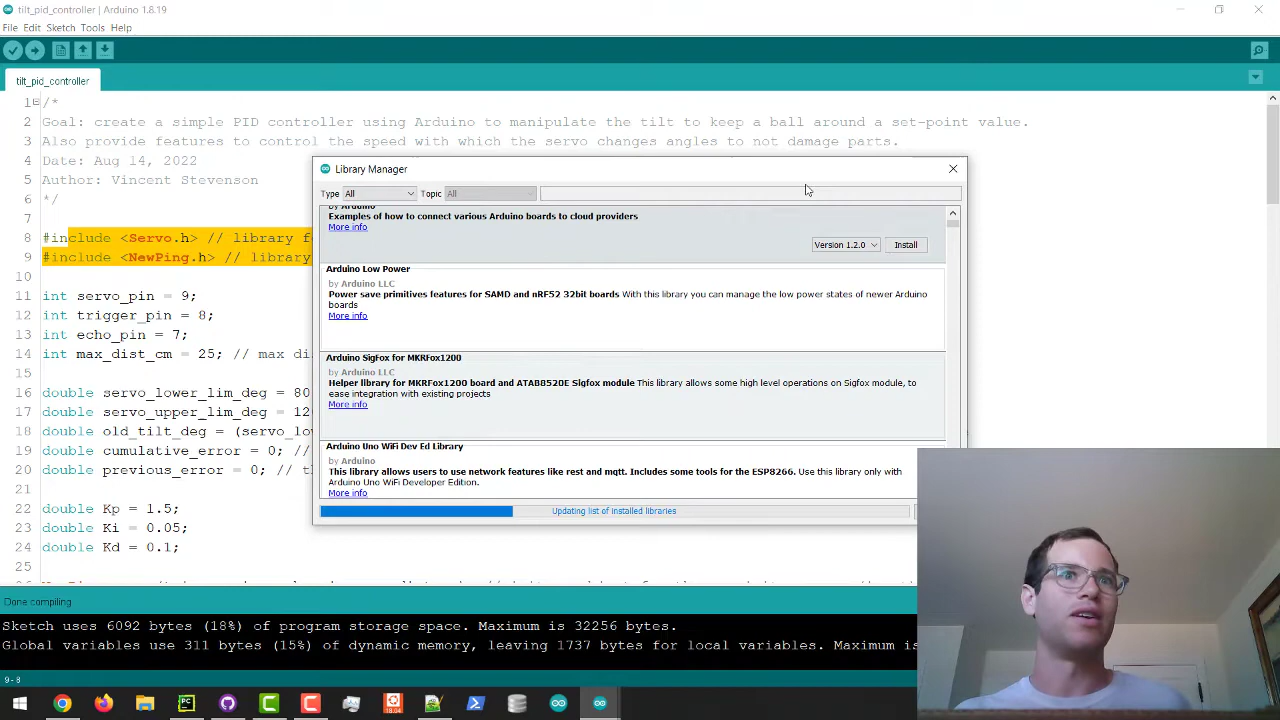 tilt_pid_controller | Arduino 1.8.19
File Edit Sketch Tools Help
tilt_pid_controller
1 /*
2 Goal: create a simple PID controller using Arduino to manipulate the tilt to keep a ball around a set-point value.
3 Also provide features to control the speed with which the servo changes angles to not damage parts.
4 Date: Aug 14, 2022
5 Author: Vincent Stevenson
6 */
7
8 #include <Servo.h> // library fo
9 #include <NewPing.h> // library
10
11 int servo_pin = 9;
12 int trigger_pin = 8;
13 int echo_pin = 7;
14 int max_dist_cm = 25; // max di
15
16 double servo_lower_lim_deg = 80
17 double servo_upper_lim_deg = 12
18 double old_tilt_deg = (servo_lo
19 double cumulative_error = 0; //
20 double previous_error = 0; // t
21
22 double Kp = 1.5;
23 double Ki = 0.05;
24 double Kd = 0.1;
25
Library Manager
Type All Topic All
by Arduino
Examples of how to connect various Arduino boards to cloud providers
More info
Version 1.2.0 Install
Arduino Low Power
by Arduino LLC
Power save primitives features for SAMD and nRF52 32bit boards With this library you can manage the low power states of newer Arduino
boards
More info
Arduino SigFox for MKRFox1200
by Arduino LLC
Helper library for MKRFox1200 board and ATAB8520E Sigfox module This library allows some high level operations on Sigfox module, to
ease integration with existing projects
More info
Arduino Uno WiFi Dev Ed Library
by Arduino
This library allows users to use network features like rest and mqtt. Includes some tools for the ESP8266. Use this library only with
Arduino Uno WiFi Developer Edition.
More info
Updating list of installed libraries
Done compiling
Sketch uses 6092 bytes (18%) of program storage space. Maximum is 32256 bytes.
Global variables use 311 bytes (15%) of dynamic memory, leaving 1737 bytes for local variables. Maximum is
9 - 8
PC
18.04